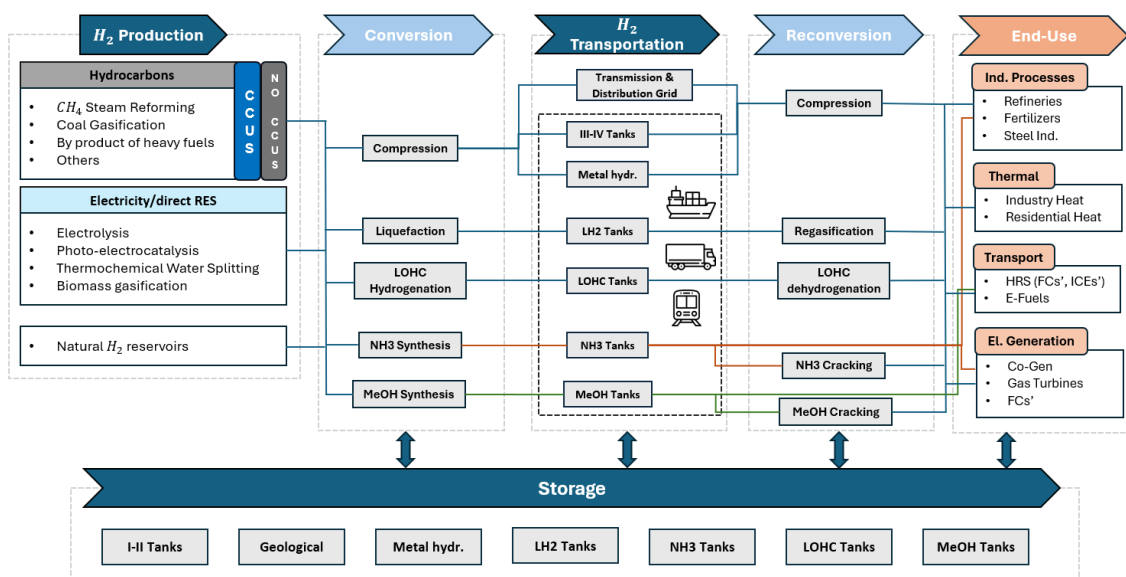 H₂ Production
Conversion
H₂
Transportation
Reconversion
End-Use
Hydrocarbons
• CH₄ Steam Reforming
• Coal Gasification
• By product of heavy fuels
• Others
CCUS
NO CCUS
Electricity/direct RES
• Electrolysis
• Photo-electrocatalysis
• Thermochemical Water Splitting
• Biomass gasification
• Natural H₂ reservoirs
Compression
Liquefaction
LOHC
Hydrogenation
NH3 Synthesis
MeOH Synthesis
Transmission &
Distribution Grid
III-IV Tanks
Metal hydr.
LH2 Tanks
LOHC Tanks
NH3 Tanks
MeOH Tanks
Compression
Regasification
LOHC
dehydrogenation
NH3 Cracking
MeOH Cracking
Ind. Processes
• Refineries
• Fertilizers
• Steel Ind.
Thermal
• Industry Heat
• Residential Heat
Transport
• HRS (FCs’, ICEs’)
• E-Fuels
El. Generation
• Co-Gen
• Gas Turbines
• FCs’
Storage
I-II Tanks
Geological
Metal hydr.
LH2 Tanks
NH3 Tanks
LOHC Tanks
MeOH Tanks